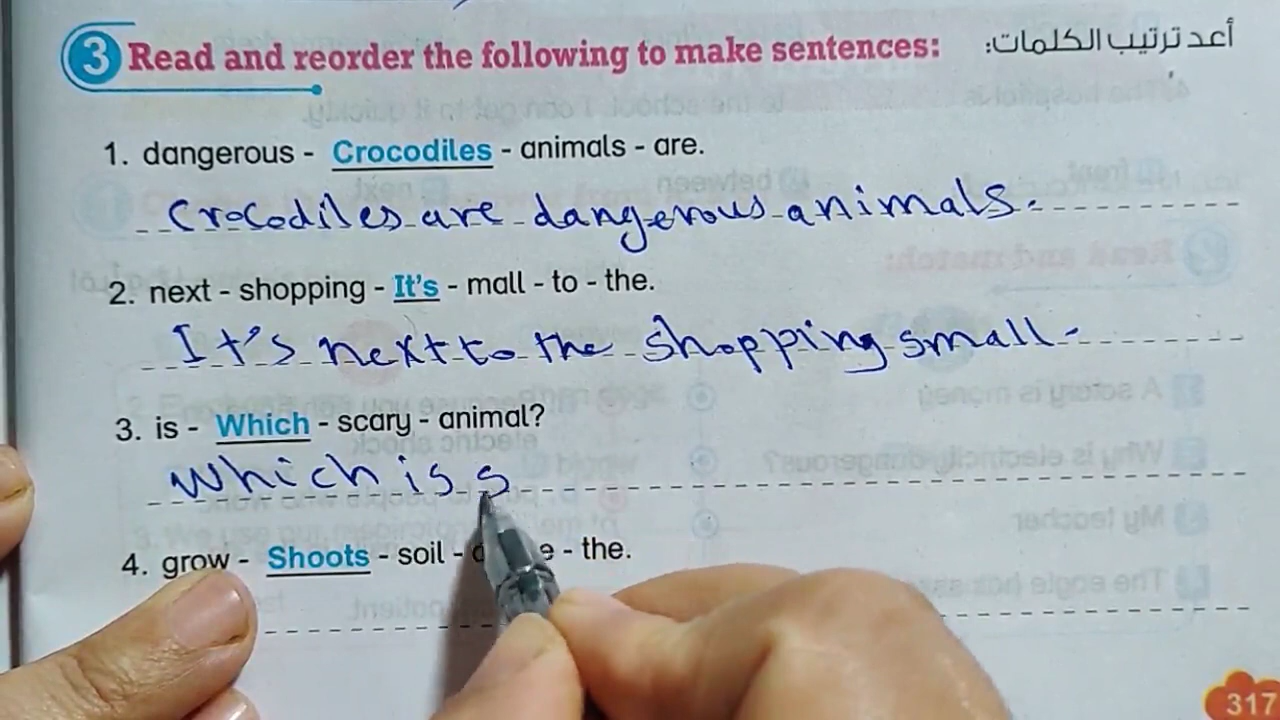 3 Read and reorder the following to make sentences: أعد ترتيب الكلمات:
1. dangerous - Crocodiles - animals - are.
Crocodiles are dangerous animals.
2. next - shopping - It's - mall - to - the.
It's next to the shopping small.
3. is - Which - scary - animal?
Which is s
4. grow - Shoots - soil - - the.
317